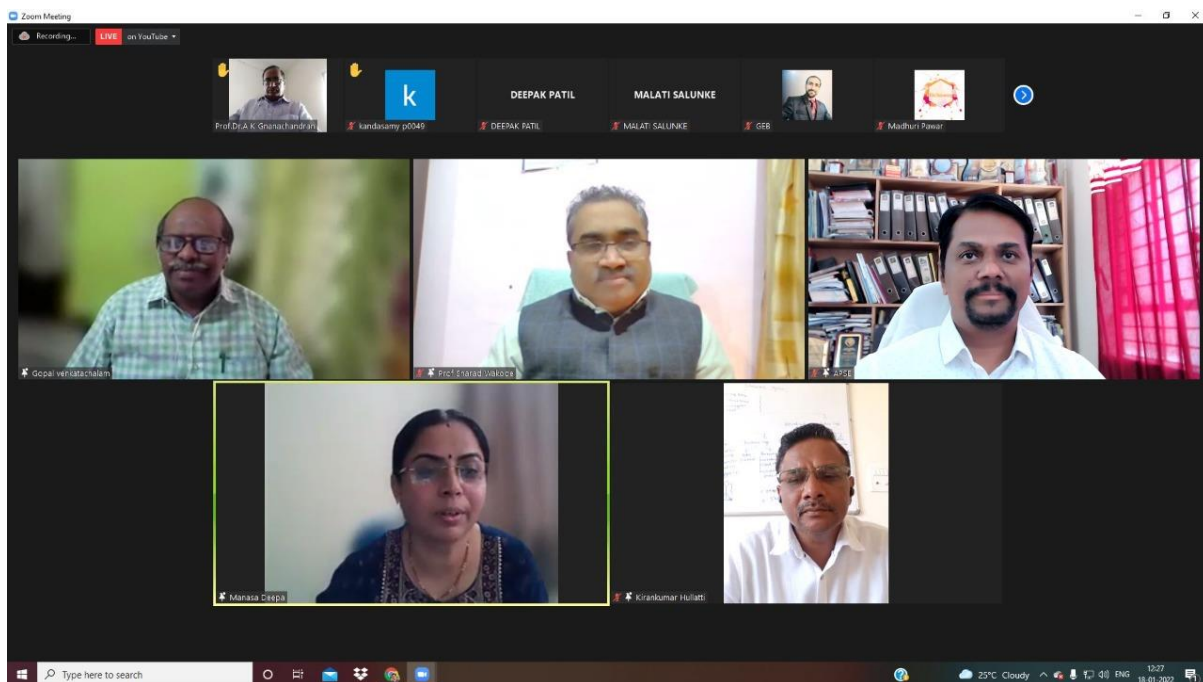 Zoom Meeting
Recording...
LIVE on YouTube
Prof.Dr.A K Gnanachandran
k
kandasamy p0049
DEEPAK PATIL
DEEPAK PATIL
MALATI SALUNKE
MALATI SALUNKE
GEB
Madhuri Pawar
Gopal venkatachalam
Prof Sharad Wakode
APSE
Manasa Deepa
Kirankumar Hullatti
Type here to search
25°C Cloudy
ENG
12:27
18-01-2022